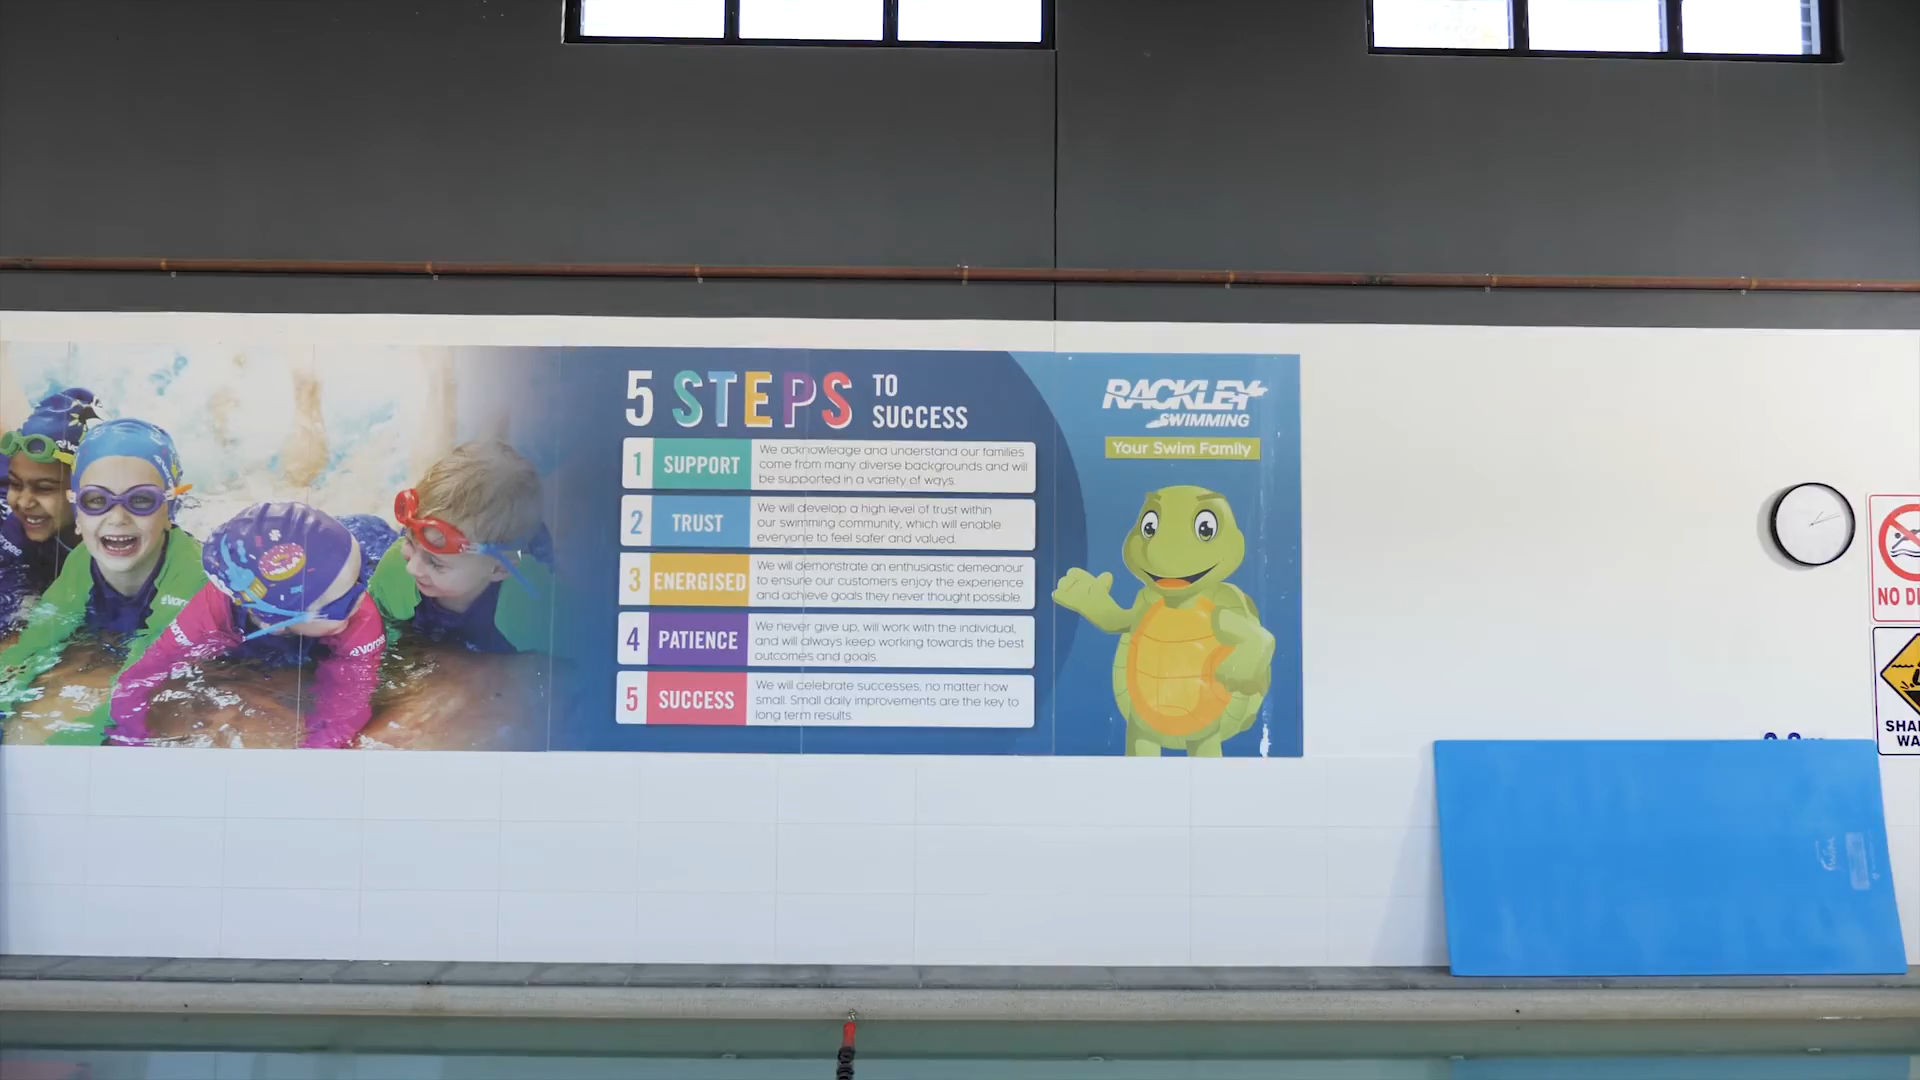 5 STEPS TO
SUCCESS
1 SUPPORT
We acknowledge and understand our families
come from many diverse backgrounds and will
be supported in a variety of ways.
2 TRUST
We will develop a high level of trust within
our swimming community, which will enable
everyone to feel safer and valued.
3 ENERGISED
We will demonstrate an enthusiastic demeanour
to ensure our customers enjoy the experience
and achieve goals they never thought possible.
4 PATIENCE
We never give up, will work with the individual,
and will always keep working towards the best
outcomes and goals.
5 SUCCESS
We will celebrate successes, no matter how
small. Small daily improvements are the key to
long term results.
RACKLEY
SWIMMING
Your Swim Family
NO